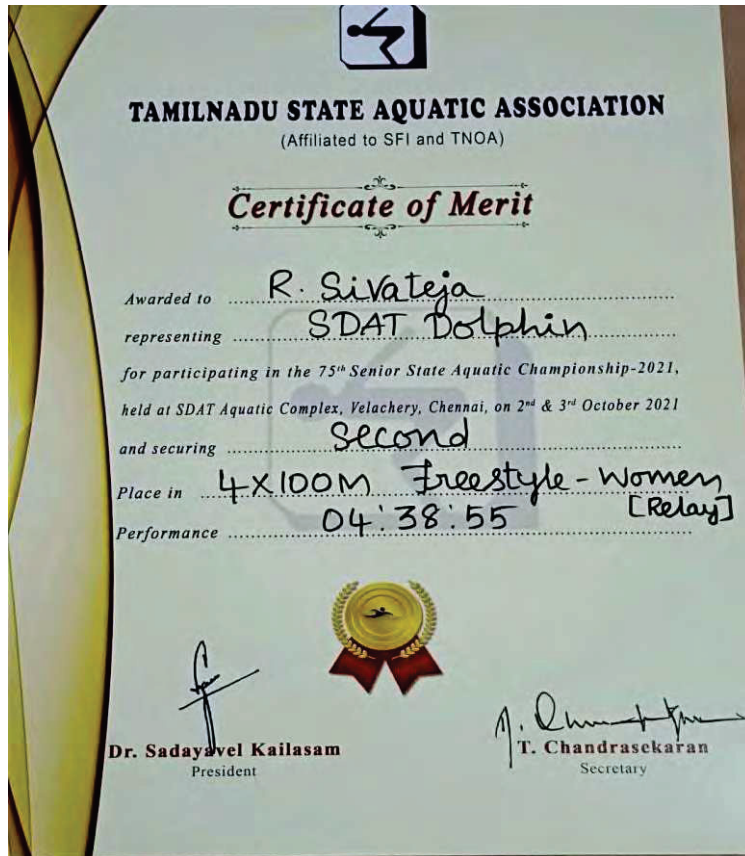 TAMILNADU STATE AQUATIC ASSOCIATION
(Affiliated to SFI and TNOA)
Certificate of Merit
Awarded to R. Sivateja
representing SDAT Dolphin
for participating in the 75th Senior State Aquatic Championship-2021,
held at SDAT Aquatic Complex, Velachery, Chennai, on 2nd & 3rd October 2021
and securing Second
Place in 4X100M Freestyle-Women
[Relay]
Performance 04:38:55
Dr. Sadayavel Kailasam
President
T. Chandrasekaran
Secretary